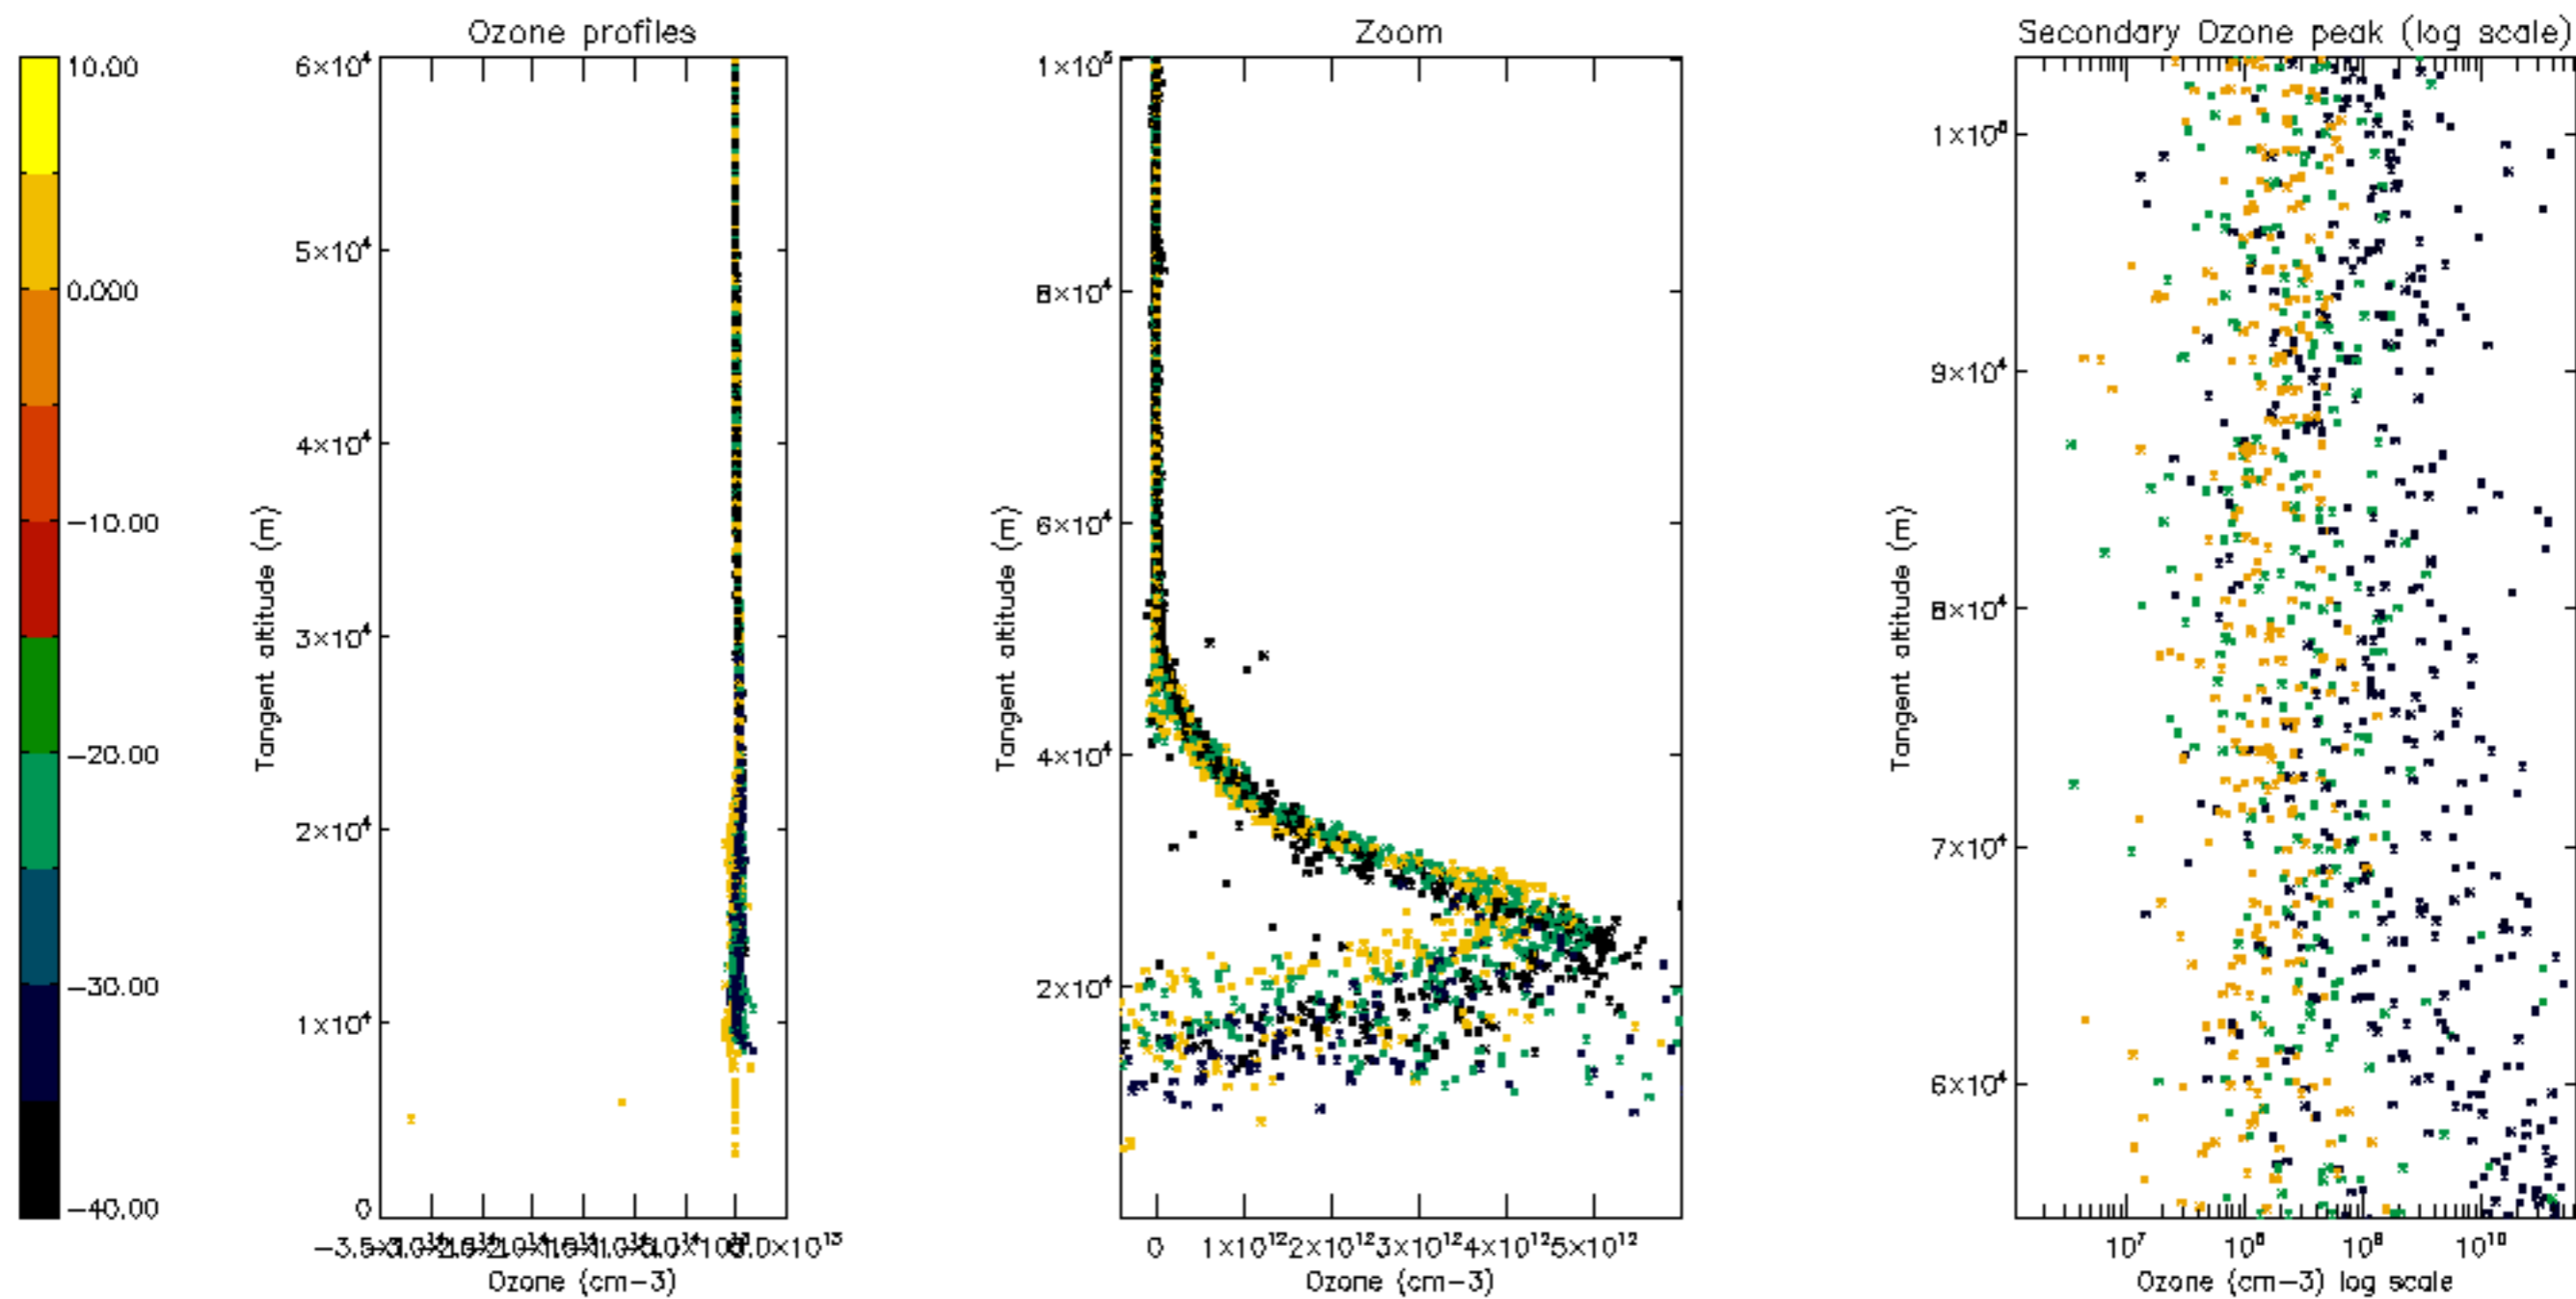 Ozone profiles
Zoom
Secondary Ozone peak (log scale)
10.00
0.000
−10.00
−20.00
−30.00
−40.00
6×10⁴
5×10⁴
4×10⁴
3×10⁴
2×10⁴
1×10⁴
0
Tangent altitude (m)
5.0×10¹³
Ozone (cm−3)
1×10⁵
8×10⁴
6×10⁴
4×10⁴
2×10⁴
Tangent altitude (m)
0 1×10¹² 2×10¹² 3×10¹² 4×10¹² 5×10¹²
Ozone (cm−3)
9×10⁴
8×10⁴
7×10⁴
6×10⁴
Tangent altitude (m)
10⁷ 10⁸ 10⁹ 10¹⁰
Ozone (cm−3) log scale